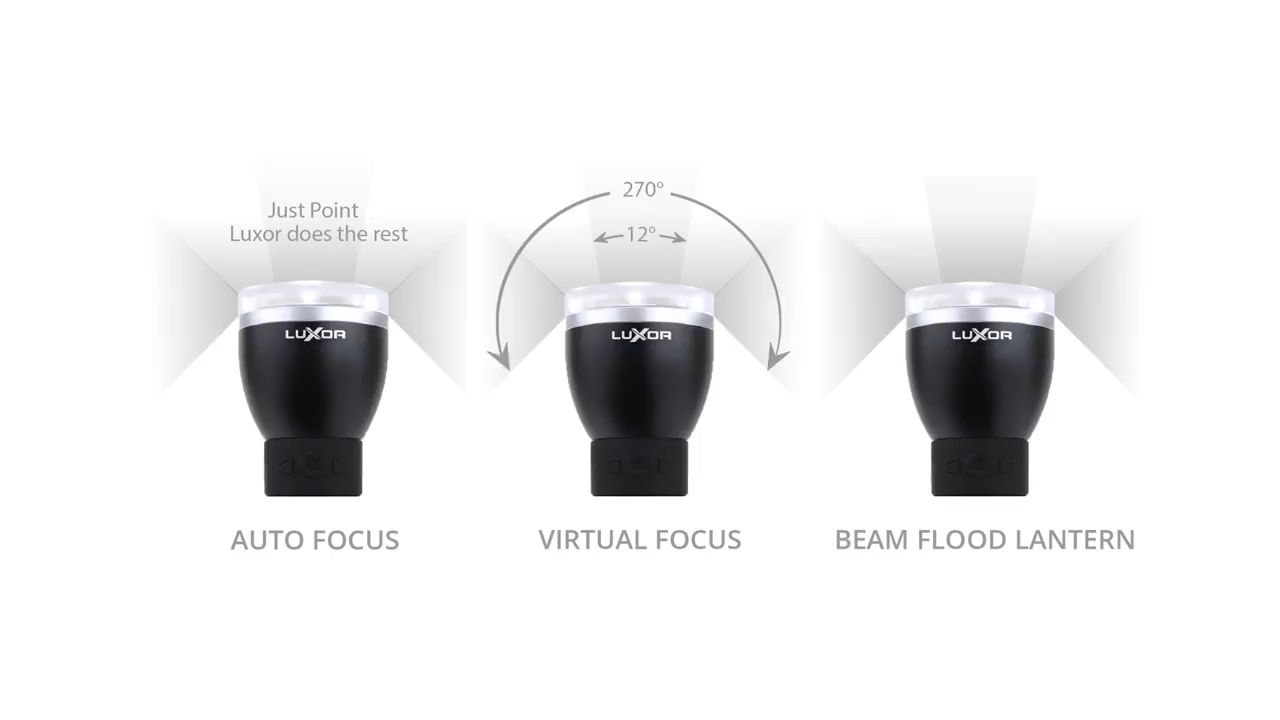 Just Point
Luxor does the rest
270°
12°
LUXOR
LUXOR
LUXOR
AUTO FOCUS
VIRTUAL FOCUS
BEAM FLOOD LANTERN